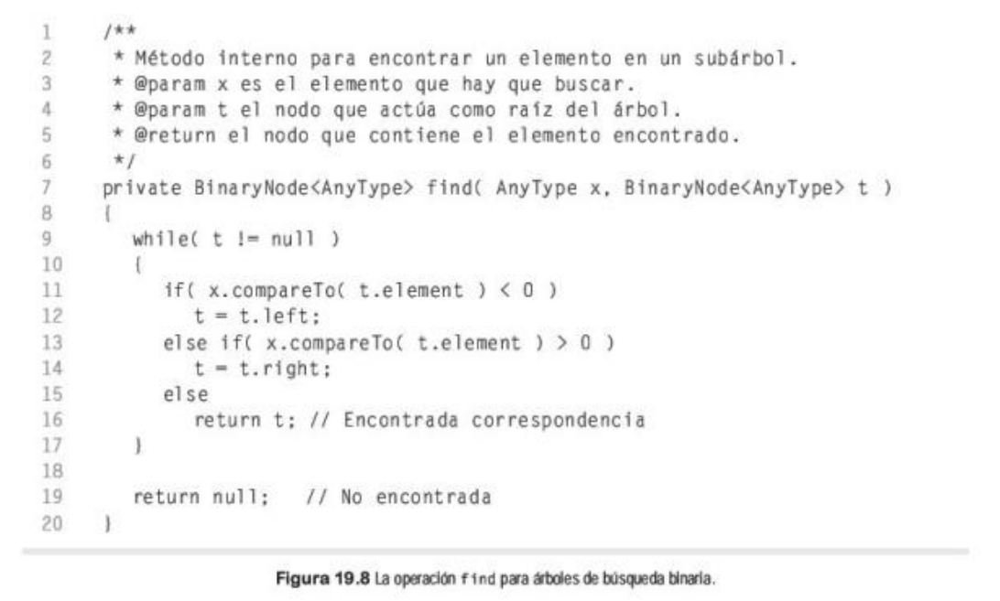 1 /**
2 * Método interno para encontrar un elemento en un subárbol.
3 * @param x es el elemento que hay que buscar.
4 * @param t el nodo que actúa como raíz del árbol.
5 * @return el nodo que contiene el elemento encontrado.
6 */
7 private BinaryNode<AnyType> find( AnyType x, BinaryNode<AnyType> t )
8 {
9 while( t != null )
10 {
11 if( x.compareTo( t.element ) < 0 )
12 t = t.left;
13 else if( x.compareTo( t.element ) > 0 )
14 t = t.right;
15 else
16 return t; // Encontrada correspondencia
17 }
18
19 return null; // No encontrada
20 }
Figura 19.8 La operación find para árboles de búsqueda binaria.